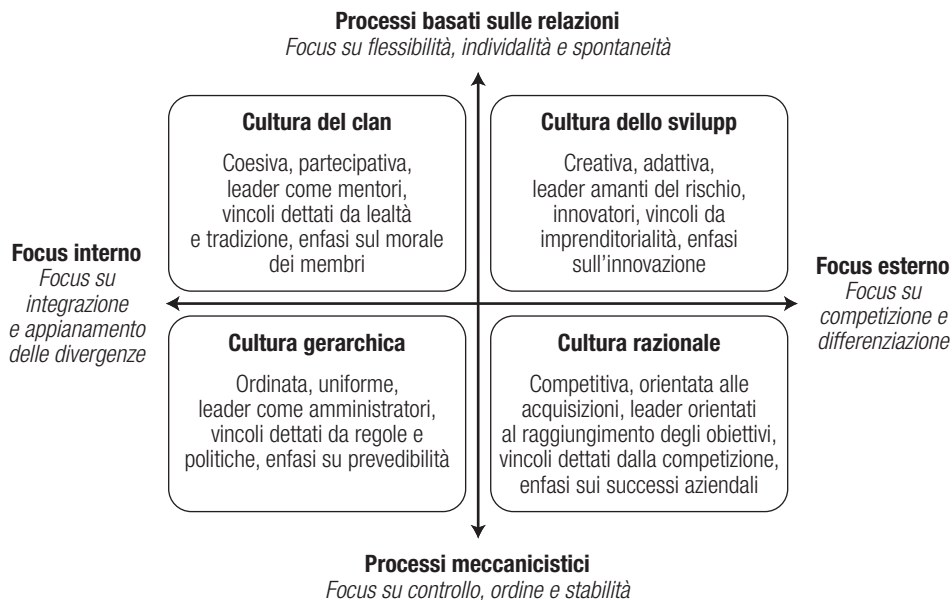 Processi basati sulle relazioni
Focus su flessibilità, individalità e spontaneità
Cultura del clan
Coesiva, partecipativa,
leader come mentori,
vincoli dettati da lealtà
e tradizione, enfasi sul morale
dei membri
Cultura dello svilupp
Creativa, adattiva,
leader amanti del rischio,
innovatori, vincoli da
imprenditorialità, enfasi
sull'innovazione
Focus interno
Focus su
integrazione
e appianamento
delle divergenze
Focus esterno
Focus su
competizione e
differenziazione
Cultura gerarchica
Ordinata, uniforme,
leader come amministratori,
vincoli dettati da regole e
politiche, enfasi su prevedibilità
Cultura razionale
Competitiva, orientata alle
acquisizioni, leader orientati
al raggiungimento degli obiettivi,
vincoli dettati dalla competizione,
enfasi sui successi aziendali
Processi meccanicistici
Focus su controllo, ordine e stabilità